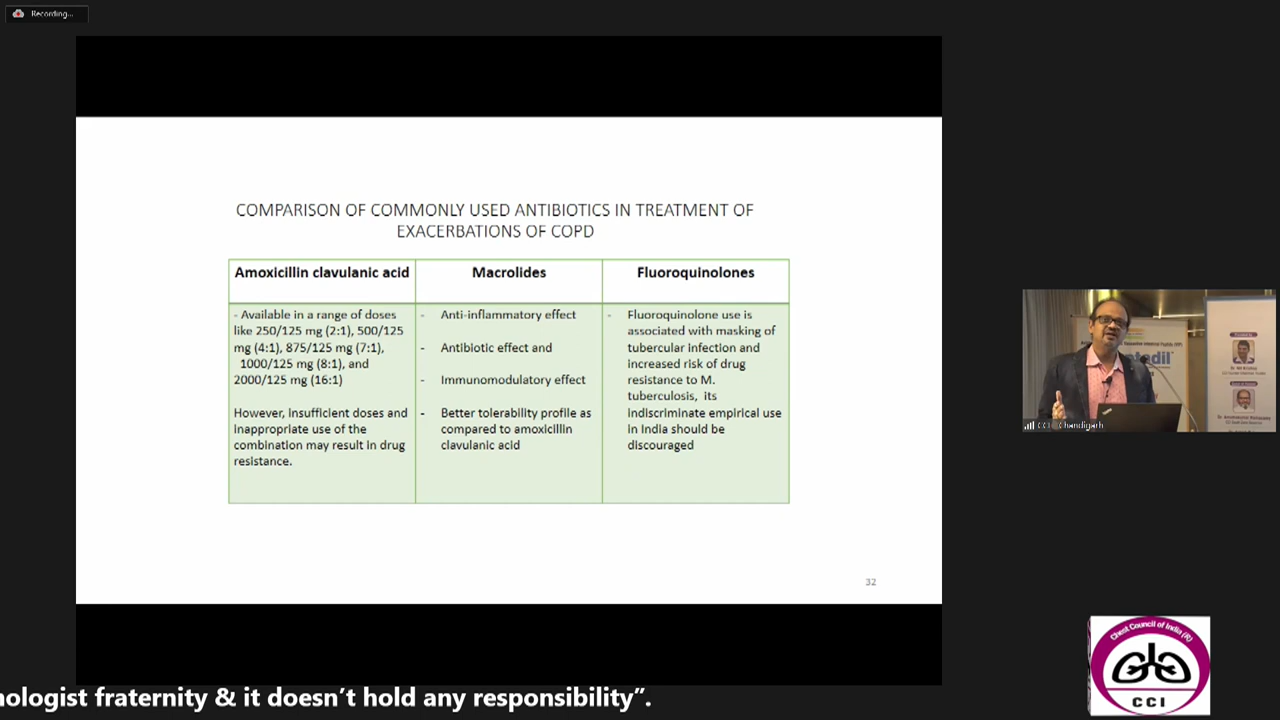 Recording...
COMPARISON OF COMMONLY USED ANTIBIOTICS IN TREATMENT OF
EXACERBATIONS OF COPD
Amoxicillin clavulanic acid
- Available in a range of doses
like 250/125 mg (2:1), 500/125
mg (4:1), 875/125 mg (7:1),
1000/125 mg (8:1), and
2000/125 mg (16:1)
However, insufficient doses and
inappropriate use of the
combination may result in drug
resistance.
Macrolides
- Anti-inflammatory effect
- Antibiotic effect and
- Immunomodulatory effect
- Better tolerability profile as
compared to amoxicillin
clavulanic acid
Fluoroquinolones
- Fluoroquinolone use is
associated with masking of
tubercular infection and
increased risk of drug
resistance to M.
tuberculosis, its
indiscriminate empirical use
in India should be
discouraged
32
Chandigarh
Chest Council of India (R)
CCI
nologist fraternity & it doesn't hold any responsibility”.